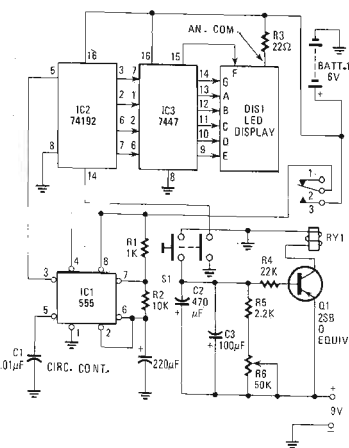 AN. COM.
R3
22Ω
BATT.1
6V
16
16
15
F
5
3
7
14
G
13
A
IC2
74192
2
1
IC3
7447
12
B
DIS1
LED
DISPLAY
11
C
6
2
10
D
8
7
6
9
E
14
8
1
2
3
4
8
R1
1K
RY1
3
7
IC1
555
S1
R4
22K
R2
10K
C2
470
µF
5
6
R5
2.2K
Q1
2SB
O
EQUIV
1
2
C3
100µF
C1
.01µF
CIRC. CONT.
220µF
R6
50K
+
9V